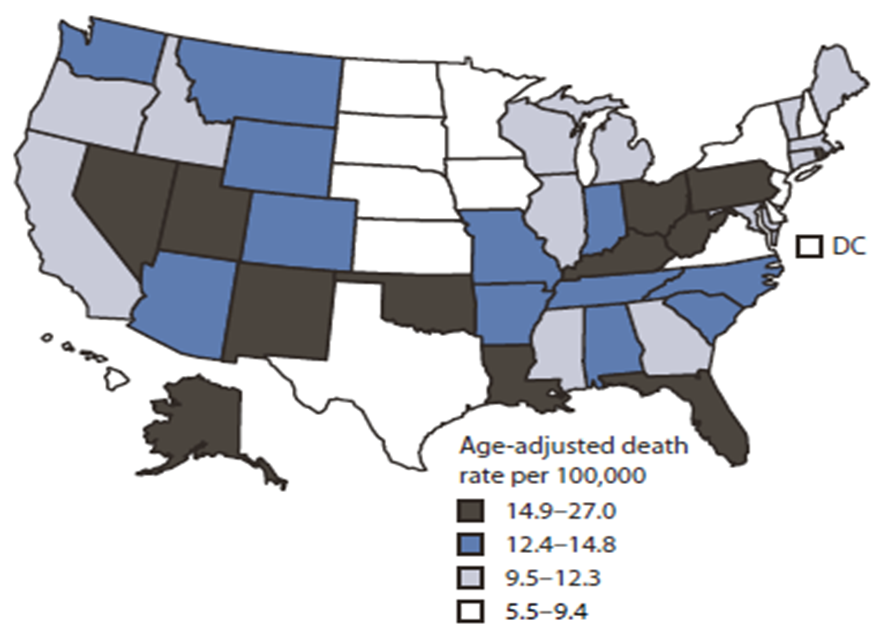 DC
Age-adjusted death
rate per 100,000
14.9–27.0
12.4–14.8
9.5–12.3
5.5–9.4